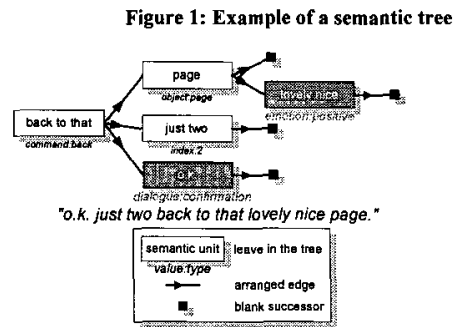 Figure 1: Example of a semantic tree
page
object:page
lovely nice
emotion:positive
back to that
command:back
just two
index:2
o.k.
dialogue:confirmation
"o.k. just two back to that lovely nice page."
semantic unit
leave in the tree
value:type
arranged edge
blank successor